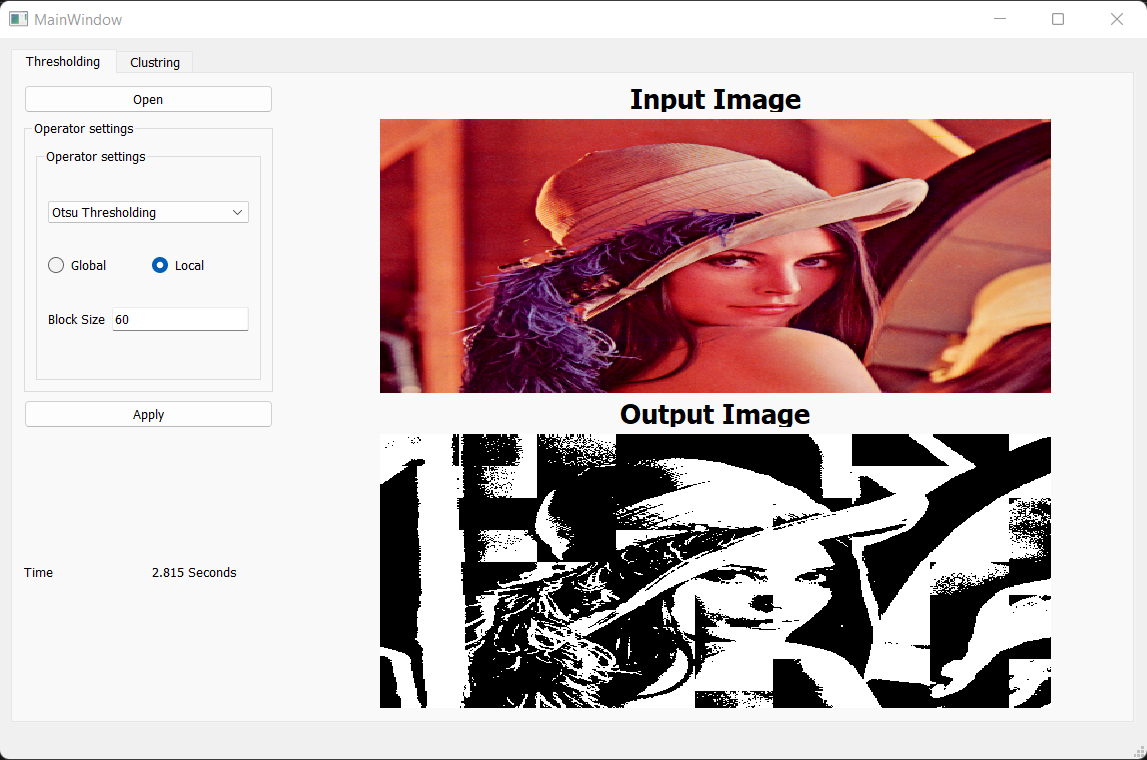 MainWindow
Thresholding
Clustring
Open
Operator settings
Operator settings
Otsu Thresholding
Global
Local
Block Size
60
Apply
Time
2.815 Seconds
Input Image
Output Image